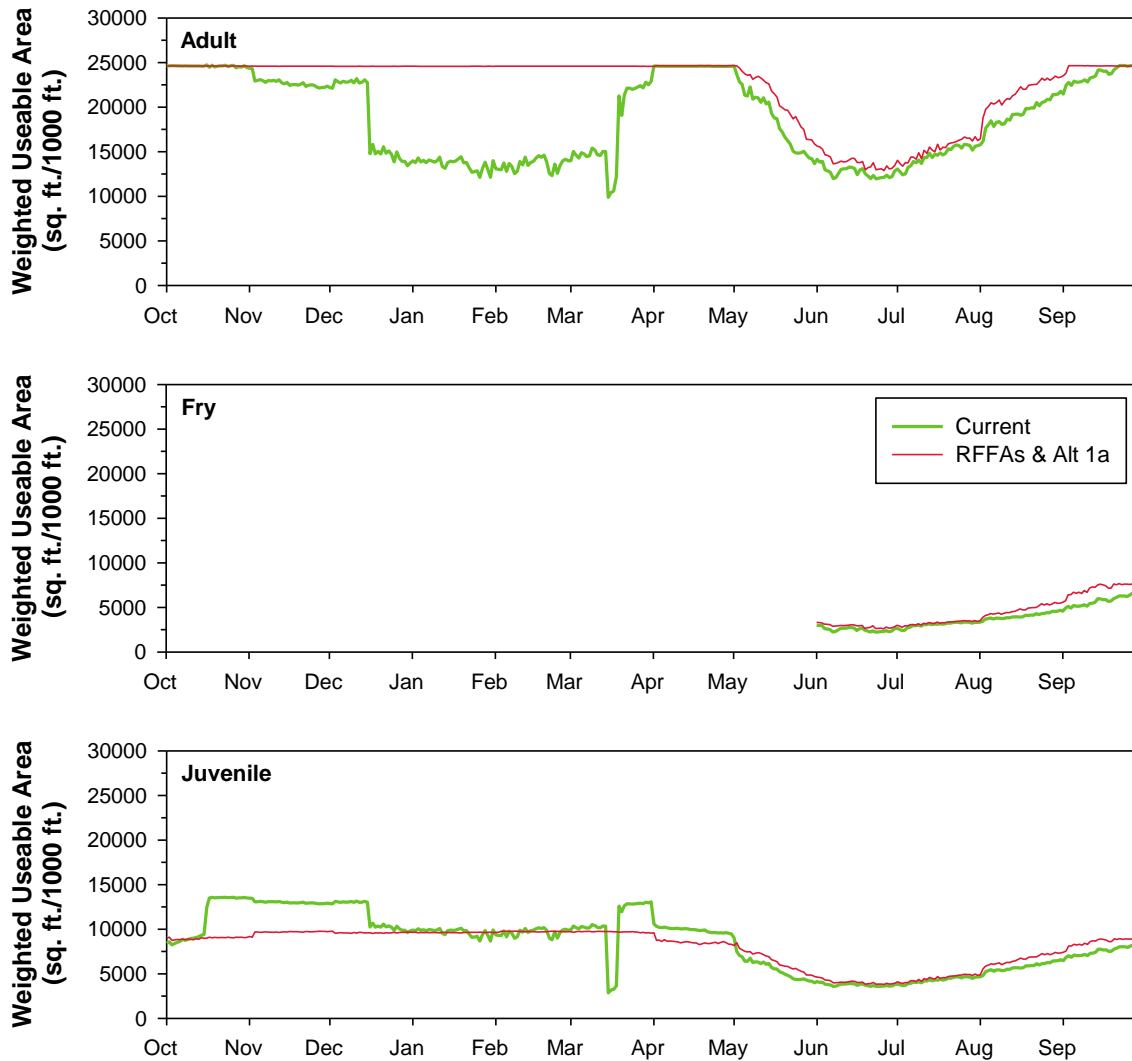 Weighted Useable Area
(sq. ft./1000 ft.)
30000
25000
20000
15000
10000
5000
0
Adult
Oct Nov Dec Jan Feb Mar Apr May Jun Jul Aug Sep
Weighted Useable Area
(sq. ft./1000 ft.)
30000
25000
20000
15000
10000
5000
0
Fry
Current
RFFAs & Alt 1a
Oct Nov Dec Jan Feb Mar Apr May Jun Jul Aug Sep
Weighted Useable Area
(sq. ft./1000 ft.)
30000
25000
20000
15000
10000
5000
0
Juvenile
Oct Nov Dec Jan Feb Mar Apr May Jun Jul Aug Sep